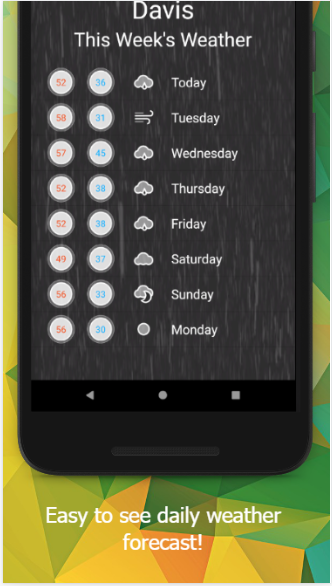 Davis
This Week's Weather
52 36 Today
58 31 Tuesday
57 45 Wednesday
52 38 Thursday
52 38 Friday
49 37 Saturday
56 33 Sunday
56 30 Monday
Easy to see daily weather
forecast!